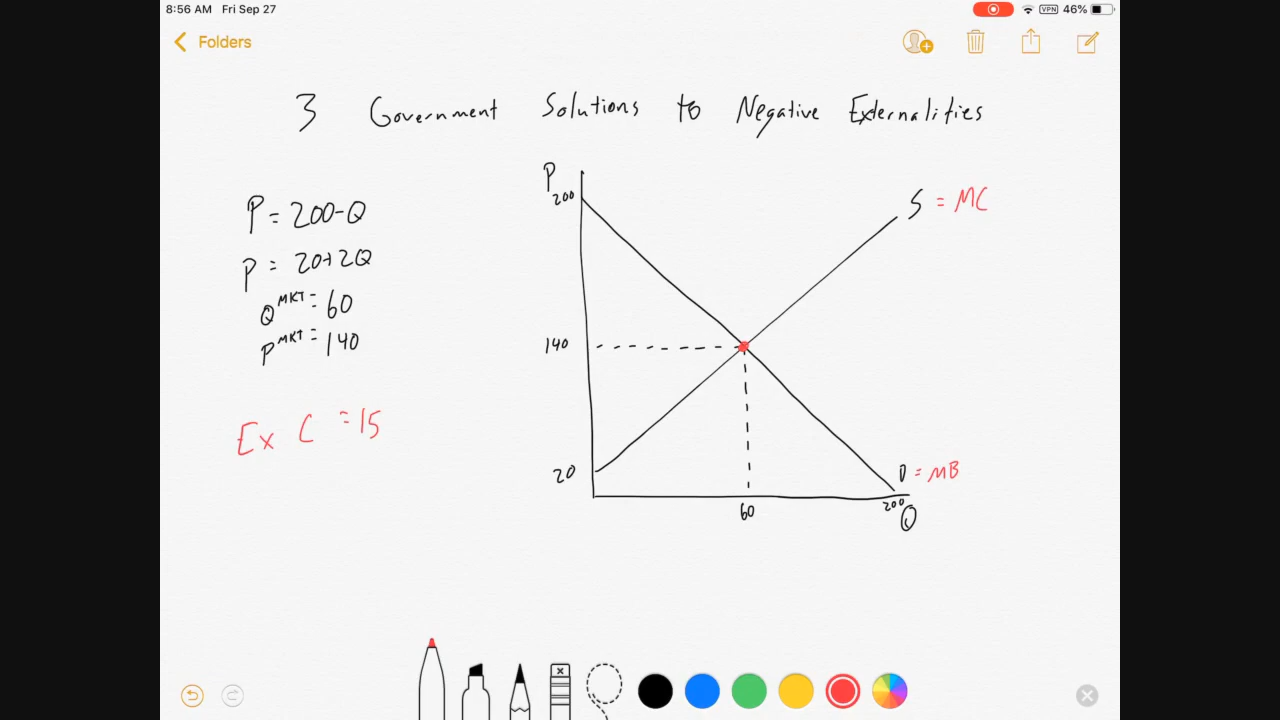 8:56 AM Fri Sep 27
VPN 46%
Folders
3 Government Solutions to Negative Externalities
P = 200-Q
P = 20+2Q
Q^MKT = 60
P^MKT = 140
Ex C = 15
P
200
S = MC
140
20
D = MB
60
200
Q